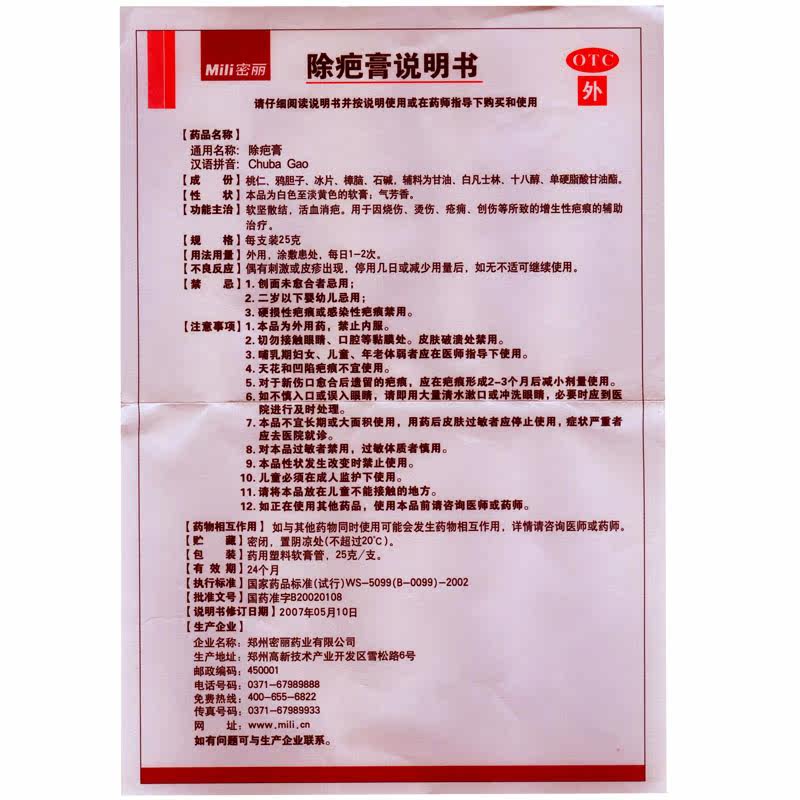 Mili密丽
除疤膏说明书
OTC
外
请仔细阅读说明书并按说明使用或在药师指导下购买和使用
【药品名称】
通用名称：除疤膏
汉语拼音：Chuba Gao
【成 份】桃仁、鸦胆子、冰片、樟脑、石碱，辅料为甘油、白凡士林、十八醇、单硬脂酸甘油酯。
【性 状】本品为白色至淡黄色的软膏；气芳香。
【功能主治】软坚散结，活血消疤。用于因烧伤、烫伤、疮疡、创伤等所致的增生性疤痕的辅助
治疗。
【规 格】每支装25克
【用法用量】外用，涂敷患处，每日1-2次。
【不良反应】偶有刺激或皮疹出现，停用几日或减少用量后，如无不适可继续使用。
【禁 忌】1. 创面未愈合者忌用；
2. 二岁以下婴幼儿忌用；
3. 硬损性疤痕或感染性疤痕禁用。
【注意事项】1. 本品为外用药，禁止内服。
2. 切勿接触眼睛、口腔等黏膜处。皮肤破溃处禁用。
3. 哺乳期妇女、儿童、年老体弱者应在医师指导下使用。
4. 天花和凹陷疤痕不宜使用。
5. 对于新伤口愈合后遗留的疤痕，应在疤痕形成2-3个月后减小剂量使用。
6. 如不慎入口或误入眼睛，请即用大量清水漱口或冲洗眼睛，必要时应到医
院进行及时处理。
7. 本品不宜长期或大面积使用，用药后皮肤过敏者应停止使用，症状严重者
应去医院就诊。
8. 对本品过敏者禁用，过敏体质者慎用。
9. 本品性状发生改变时禁止使用。
10. 儿童必须在成人监护下使用。
11. 请将本品放在儿童不能接触的地方。
12. 如正在使用其他药品，使用本品前请咨询医师或药师。
【药物相互作用】如与其他药物同时使用可能会发生药物相互作用，详情请咨询医师或药师。
【贮 藏】密闭，置阴凉处(不超过20℃)。
【包 装】药用塑料软膏管，25克/支。
【有 效 期】24个月
【执行标准】国家药品标准(试行)WS-5099(B-0099)-2002
【批准文号】国药准字B20020108
【说明书修订日期】2007年05月10日
【生产企业】
企业名称：郑州密丽药业有限公司
生产地址：郑州高新技术产业开发区雪松路6号
邮政编码：450001
电话号码：0371-67989888
免费热线：400-655-6822
传真号码：0371-67989933
网 址：www.mili.cn
如有问题可与生产企业联系。